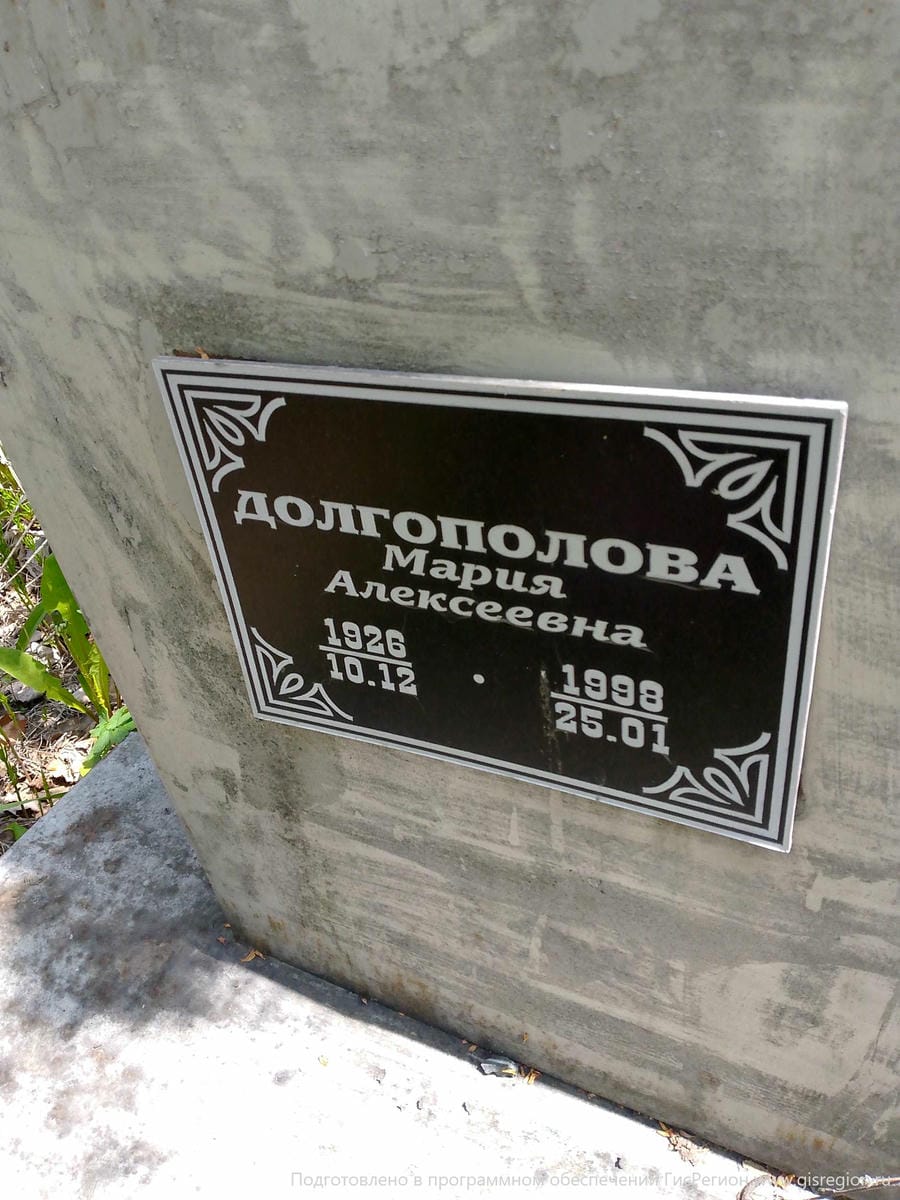 ДОЛГОПОЛОВА
Мария
Алексеевна
1926 1998
10.12 • 25.01
Подготовлено в программном обеспечении ГисРегион www.gisregion.ru